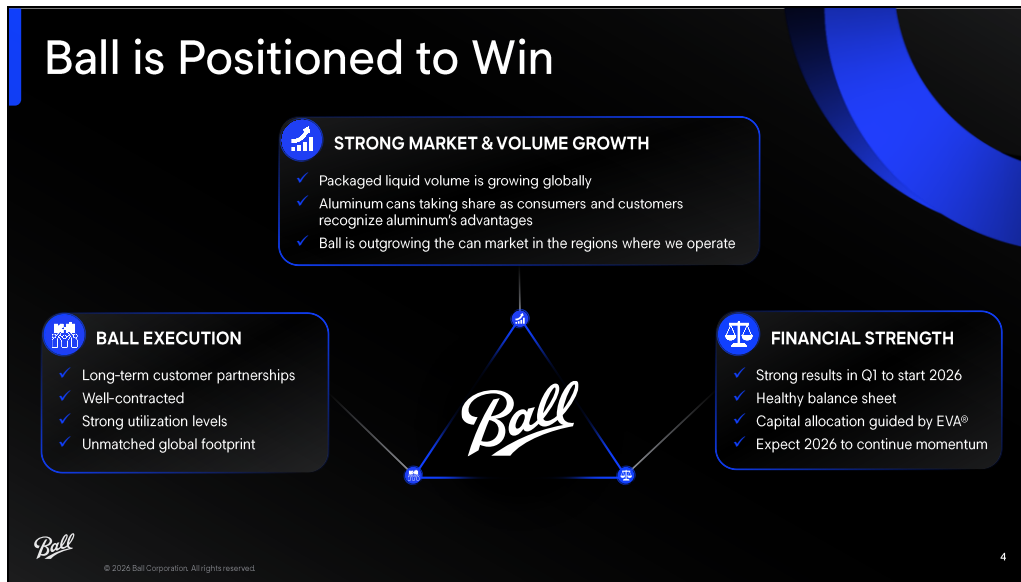 Ball is Positioned to Win
STRONG MARKET & VOLUME GROWTH
Packaged liquid volume is growing globally
Aluminum cans taking share as consumers and customers
recognize aluminum's advantages
Ball is outgrowing the can market in the regions where we operate
BALL EXECUTION
Long-term customer partnerships
Well-contracted
Strong utilization levels
Unmatched global footprint
Ball
FINANCIAL STRENGTH
Strong results in Q1 to start 2026
Healthy balance sheet
Capital allocation guided by EVA®
Expect 2026 to continue momentum
Ball
© 2026 Ball Corporation. All rights reserved.
4